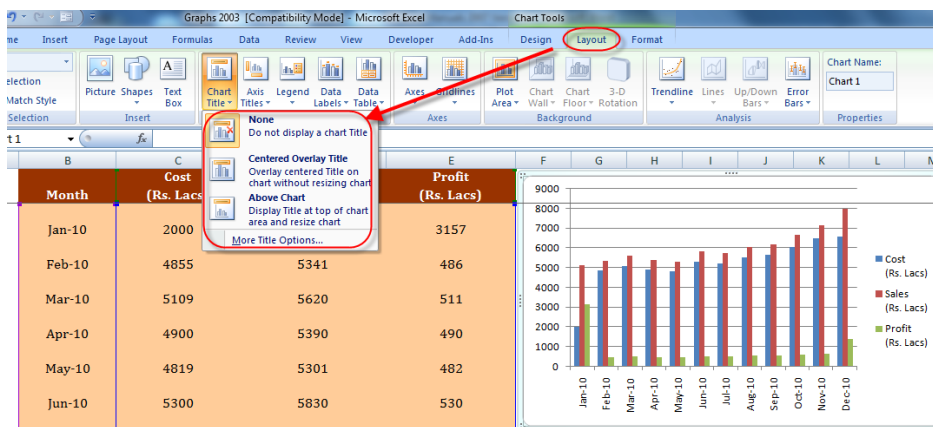 Graphs 2003 [Compatibility Mode] - Microsoft Excel
Chart Tools
Insert Page Layout Formulas Data Review View Developer Add-Ins Design Layout Format
election
Match Style
Selection
Picture Shapes Text Box
Insert
Chart Title Axis Titles Legend Data Labels Data Table
Axes Gridlines
Axes
Plot Area Chart Wall Chart Floor 3-D Rotation
Background
Trendline Lines Up/Down Bars Error Bars
Analysis
Chart Name:
Chart 1
Properties
None
Do not display a chart Title
Centered Overlay Title
Overlay centered Title on
chart without resizing chart
Above Chart
Display Title at top of chart
area and resize chart
More Title Options...
fx
B C E F G H I J K L
Month Cost (Rs. Lacs Profit (Rs. Lacs)
Jan-10 2000 3157
Feb-10 4855 5341 486
Mar-10 5109 5620 511
Apr-10 4900 5390 490
May-10 4819 5301 482
Jun-10 5300 5830 530
9000
8000
7000
6000
5000
4000
3000
2000
1000
0
Jan-10 Feb-10 Mar-10 Apr-10 May-10 Jun-10 Jul-10 Aug-10 Sep-10 Oct-10 Nov-10 Dec-10
Cost
(Rs. Lacs)
Sales
(Rs. Lacs)
Profit
(Rs. Lacs)